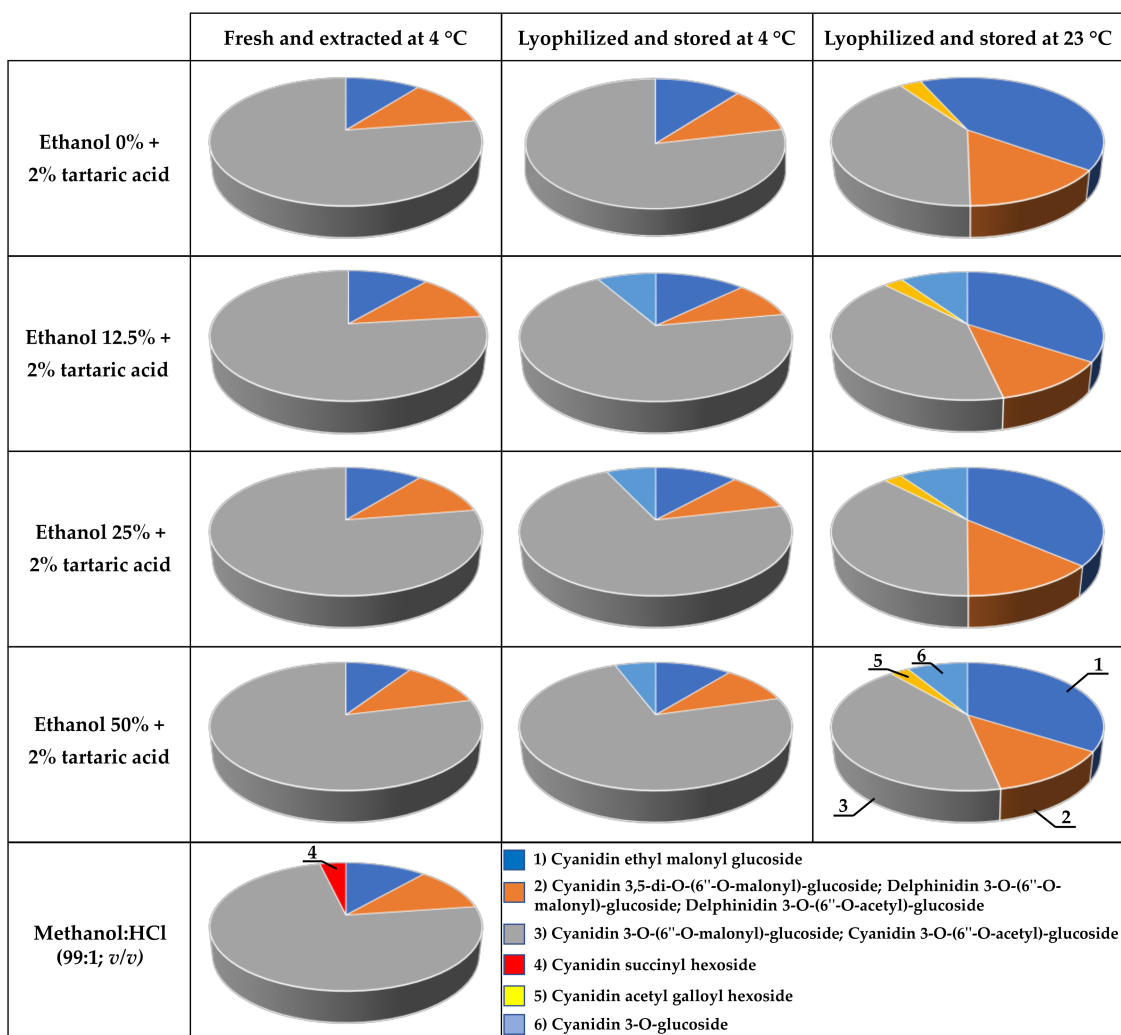 Fresh and extracted at 4 °C
Lyophilized and stored at 4 °C
Lyophilized and stored at 23 °C
Ethanol 0% +
2% tartaric acid
Ethanol 12.5% +
2% tartaric acid
Ethanol 25% +
2% tartaric acid
Ethanol 50% +
2% tartaric acid
5
6
1
3
2
Methanol:HCl
(99:1; v/v)
4
1) Cyanidin ethyl malonyl glucoside
2) Cyanidin 3,5-di-O-(6"-O-malonyl)-glucoside; Delphinidin 3-O-(6"-O-
malonyl)-glucoside; Delphinidin 3-O-(6"-O-acetyl)-glucoside
3) Cyanidin 3-O-(6"-O-malonyl)-glucoside; Cyanidin 3-O-(6"-O-acetyl)-glucoside
4) Cyanidin succinyl hexoside
5) Cyanidin acetyl galloyl hexoside
6) Cyanidin 3-O-glucoside